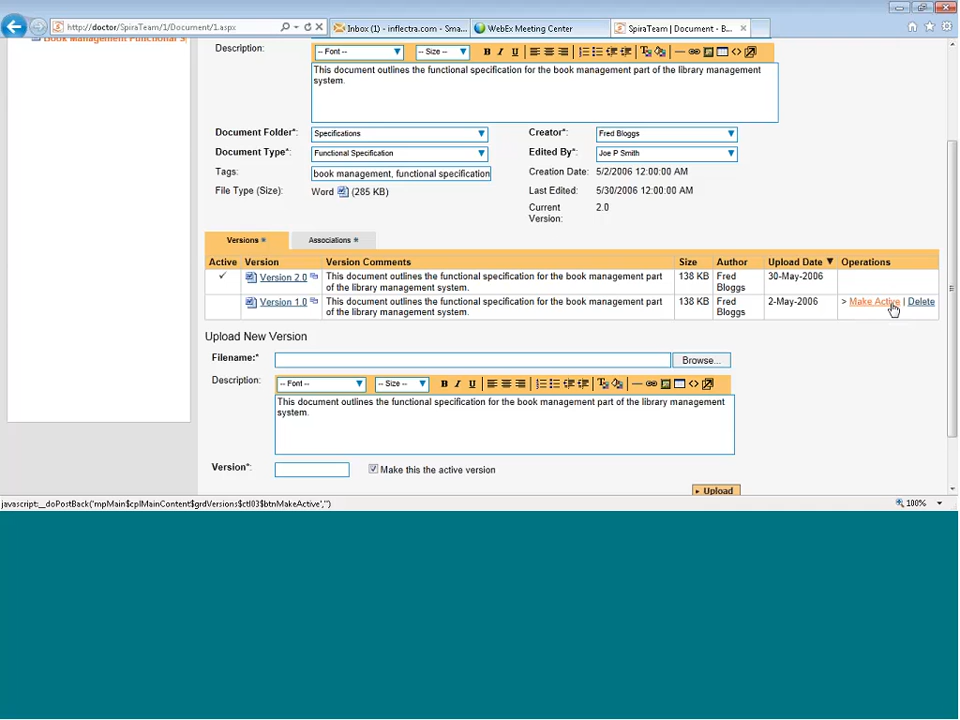 http://doctor/SpiraTeam/1/Document/1.aspx
Inbox (1) - inflectra.com - Sma...
WebEx Meeting Center
SpiraTeam | Document - B...
Book Management Functional S
Description:
-- Font --
-- Size --
B I U
This document outlines the functional specification for the book management part of the library management
system.
Document Folder*:
Specifications
Creator*:
Fred Bloggs
Document Type*:
Functional Specification
Edited By*:
Joe P Smith
Tags:
book management, functional specification
Creation Date:
5/2/2006 12:00:00 AM
File Type (Size):
Word (285 KB)
Last Edited:
5/30/2006 12:00:00 AM
Current
Version:
2.0
Versions
Associations
Active Version Version Comments Size Author Upload Date Operations
Version 2.0 This document outlines the functional specification for the book management part 138 KB Fred 30-May-2006
of the library management system. Bloggs
Version 1.0 This document outlines the functional specification for the book management part 138 KB Fred 2-May-2006 > Make Active | Delete
of the library management system. Bloggs
Upload New Version
Filename:*
Browse...
Description:
-- Font --
-- Size --
B I U
This document outlines the functional specification for the book management part of the library management
system.
Version*:
Make this the active version
Upload
javascript:__doPostBack('mpMain$cplMainContent$grdVersions$ctl03$btnMakeActive','')
100%